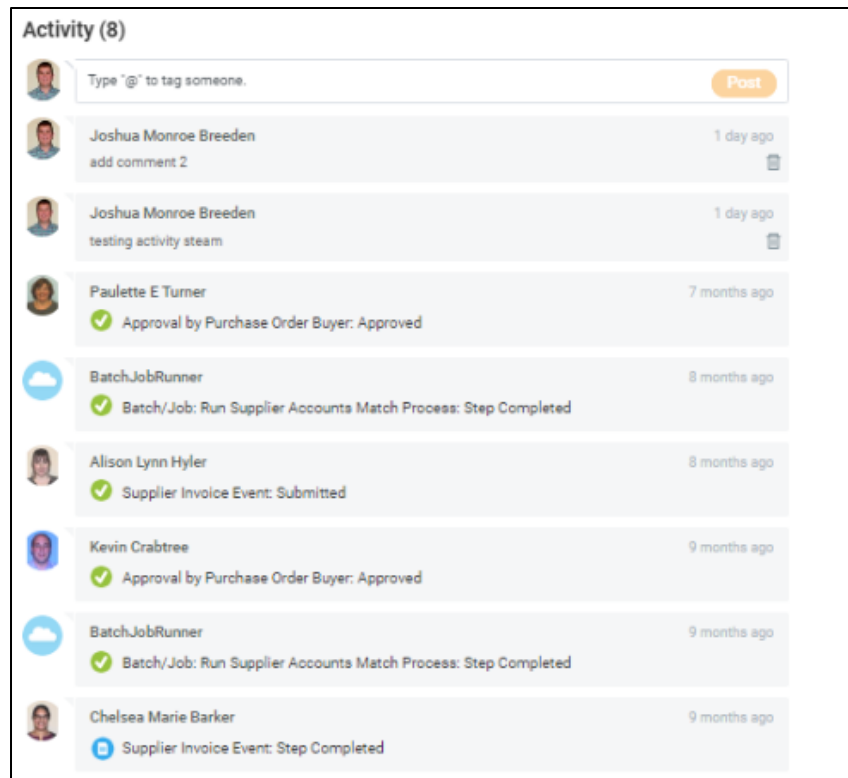 Activity (8)
Type "@" to tag someone.
Post
Joshua Monroe Breeden
1 day ago
add comment 2
Joshua Monroe Breeden
1 day ago
testing activity steam
Paulette E Turner
7 months ago
Approval by Purchase Order Buyer: Approved
BatchJobRunner
8 months ago
Batch/Job: Run Supplier Accounts Match Process: Step Completed
Alison Lynn Hyler
8 months ago
Supplier Invoice Event: Submitted
Kevin Crabtree
9 months ago
Approval by Purchase Order Buyer: Approved
BatchJobRunner
9 months ago
Batch/Job: Run Supplier Accounts Match Process: Step Completed
Chelsea Marie Barker
9 months ago
Supplier Invoice Event: Step Completed